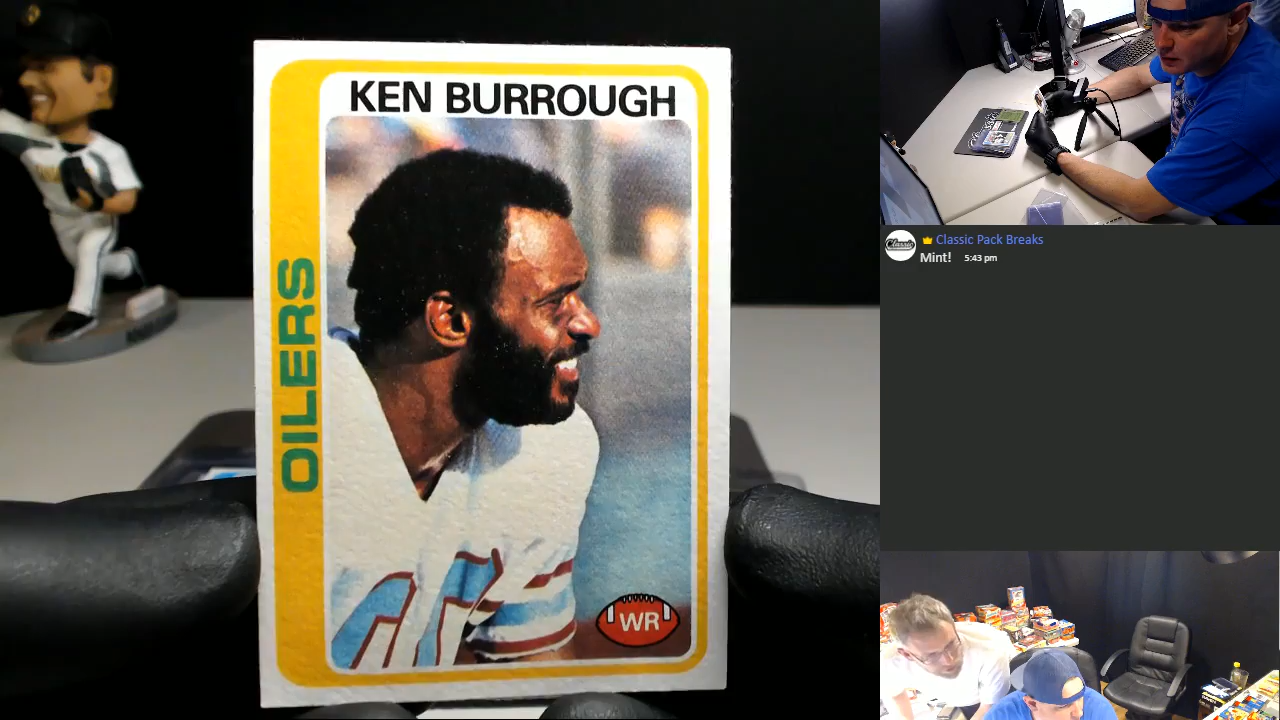 KEN BURROUGH
OILERS
WR
Classic Pack Breaks
Mint! 5:43 pm